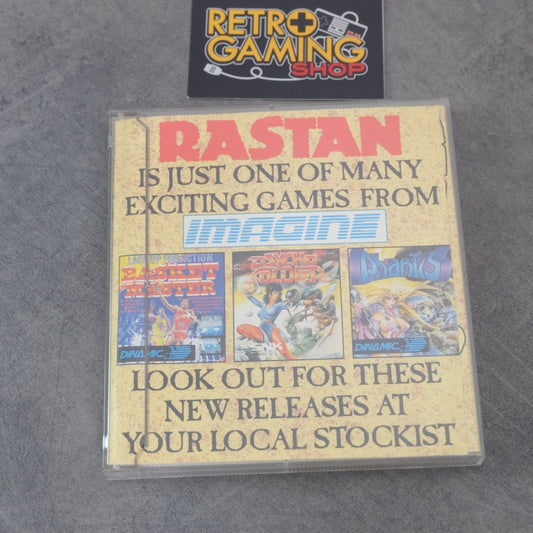 RETRO
GAMING
SHOP
RASTAN
IS JUST ONE OF MANY
EXCITING GAMES FROM
IMAGINE
BASKET
MASTER
DINAMIC
PSYCHO
SOLDIER
SNK
Phantis
DINAMIC
LOOK OUT FOR THESE
NEW RELEASES AT
YOUR LOCAL STOCKIST